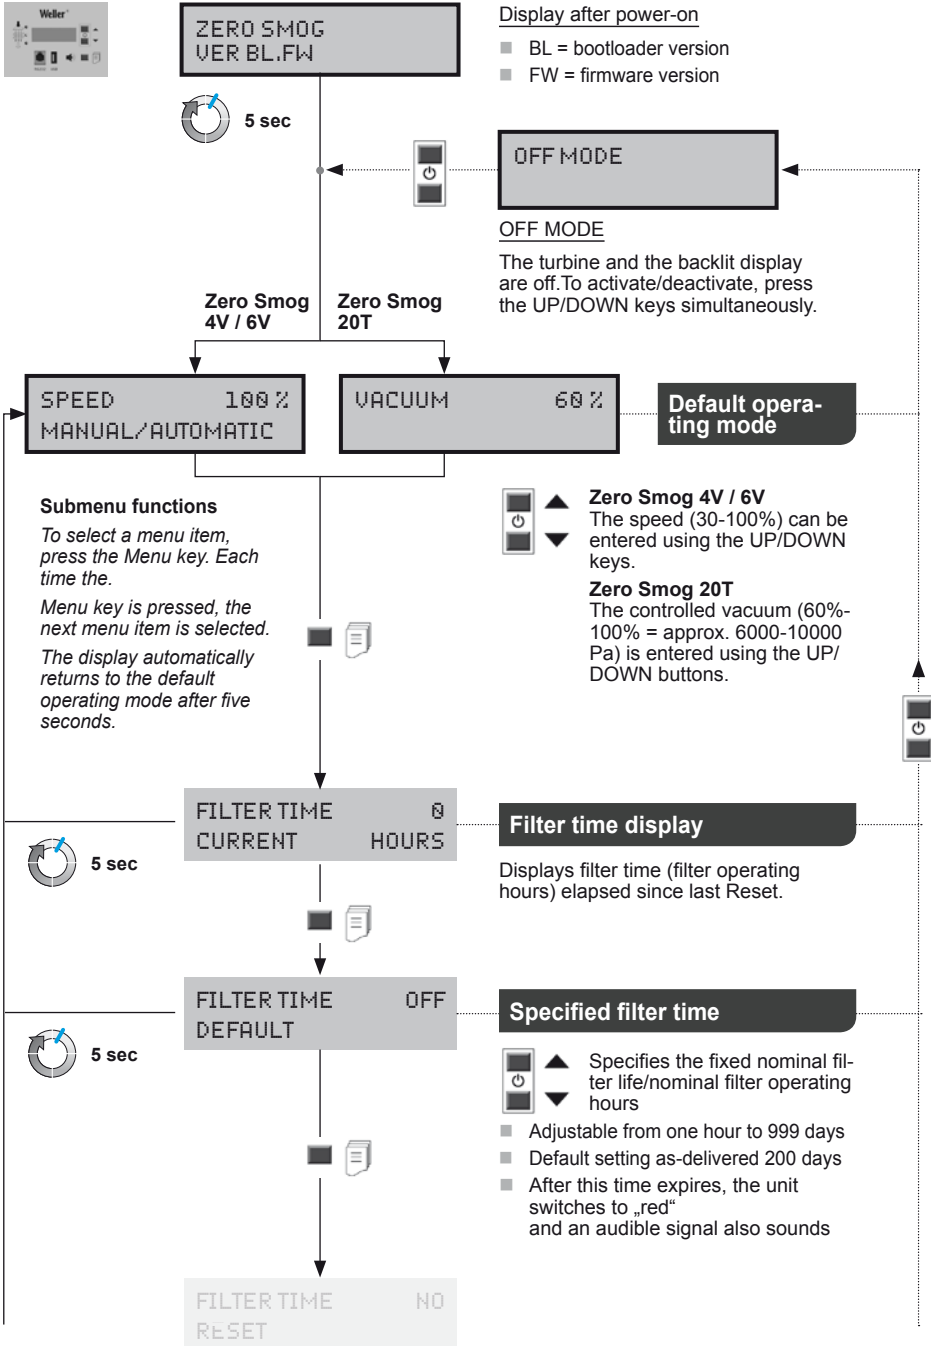 Weller
ZERO SMOG
VER BL.FW
Display after power-on
BL = bootloader version
FW = firmware version
5 sec
OFF MODE
OFF MODE
The turbine and the backlit display
are off.To activate/deactivate, press
the UP/DOWN keys simultaneously.
Zero Smog
4V / 6V
Zero Smog
20T
SPEED 100 %
MANUAL/AUTOMATIC
VACUUM 60 %
Default opera-
ting mode
Submenu functions
To select a menu item,
press the Menu key. Each
time the.
Menu key is pressed, the
next menu item is selected.
The display automatically
returns to the default
operating mode after five
seconds.
Zero Smog 4V / 6V
The speed (30-100%) can be
entered using the UP/DOWN
keys.
Zero Smog 20T
The controlled vacuum (60%-
100% = approx. 6000-10000
Pa) is entered using the UP/
DOWN buttons.
FILTER TIME 0
CURRENT HOURS
5 sec
Filter time display
Displays filter time (filter operating
hours) elapsed since last Reset.
FILTER TIME OFF
DEFAULT
5 sec
Specified filter time
Specifies the fixed nominal fil-
ter life/nominal filter operating
hours
Adjustable from one hour to 999 days
Default setting as-delivered 200 days
After this time expires, the unit
switches to „red“
and an audible signal also sounds
FILTER TIME NO
RESET